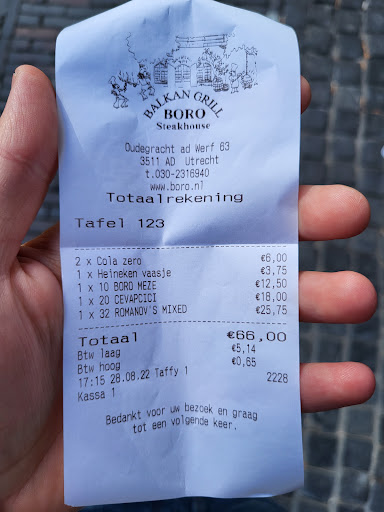 BALKAN GRILL
BORO
Steakhouse
Oudegracht ad Werf 63
3511 AD Utrecht
t.030-2316940
www.boro.nl
Totaalrekening
Tafel 123
2 x Cola zero €6,00
1 x Heineken vaasje €3,75
1 x 10 BORO MEZE €12,50
1 x 20 CEVAPCICI €18,00
1 x 32 ROMANOV'S MIXED €25,75
Totaal €66,00
Btw laag €5,14
Btw hoog €0,65
17:15 28.08.22 Taffy 1 2228
Kassa 1
Bedankt voor uw bezoek en graag
tot een volgende keer.